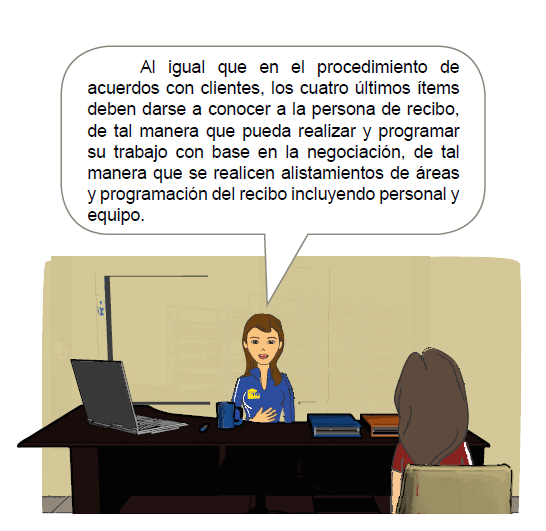 Al igual que en el procedimiento de
acuerdos con clientes, los cuatro últimos ítems
deben darse a conocer a la persona de recibo,
de tal manera que pueda realizar y programar
su trabajo con base en la negociación, de tal
manera que se realicen alistamientos de áreas
y programación del recibo incluyendo personal y
equipo.